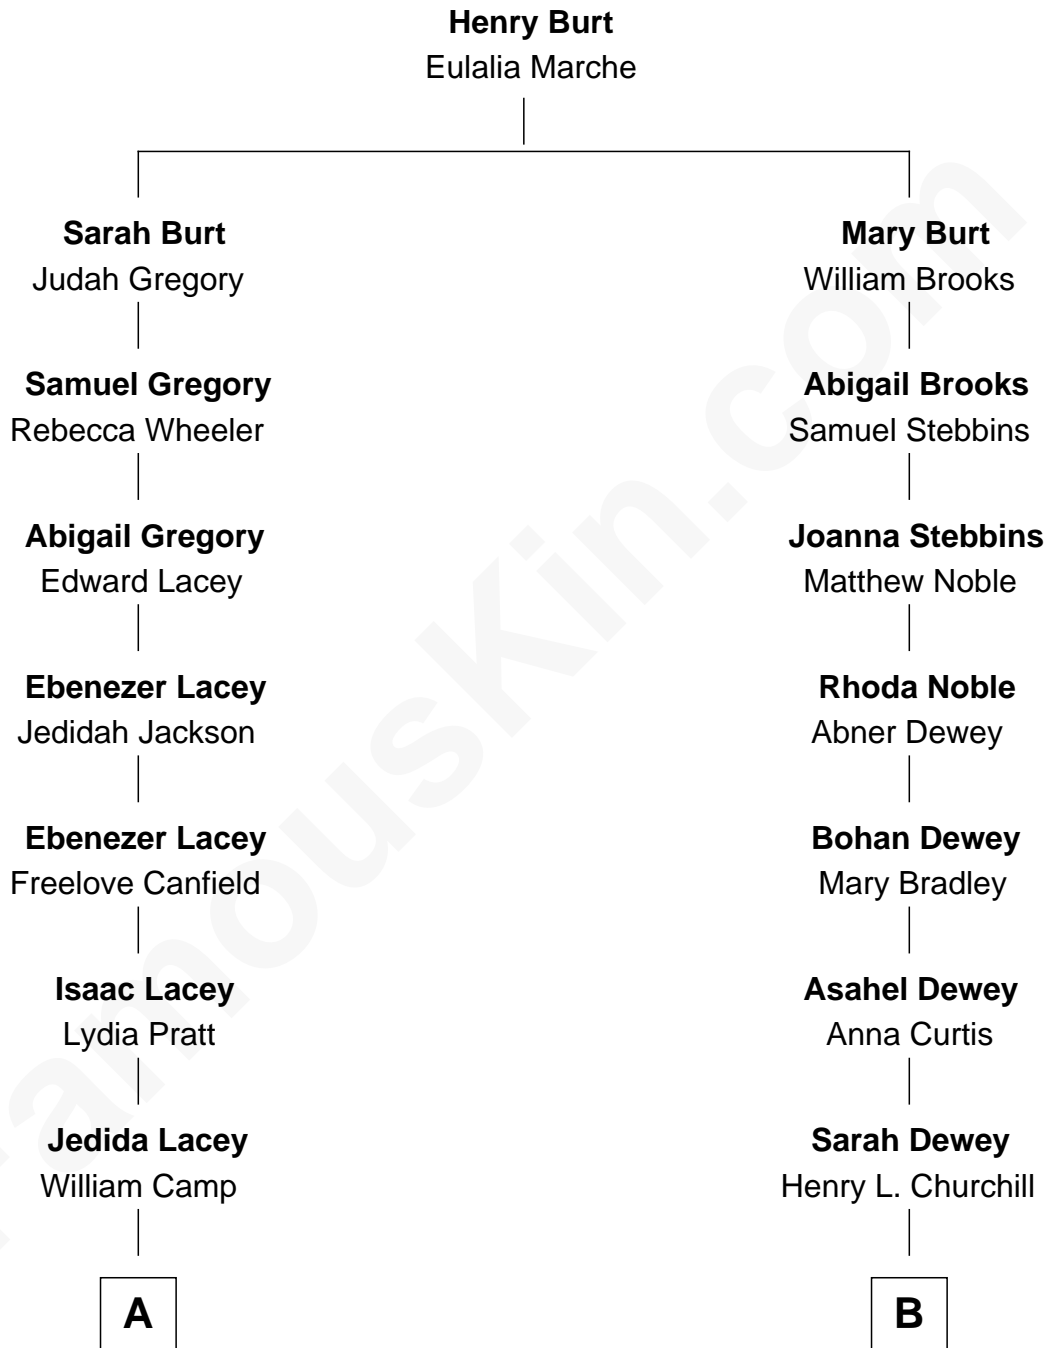 Henry Burt
Eulalia Marche
Sarah Burt
Judah Gregory
Mary Burt
William Brooks
Samuel Gregory
Rebecca Wheeler
Abigail Brooks
Samuel Stebbins
Abigail Gregory
Edward Lacey
Joanna Stebbins
Matthew Noble
Ebenezer Lacey
Jedidah Jackson
Rhoda Noble
Abner Dewey
Ebenezer Lacey
Freelove Canfield
Bohan Dewey
Mary Bradley
Isaac Lacey
Lydia Pratt
Asahel Dewey
Anna Curtis
Jedida Lacey
William Camp
Sarah Dewey
Henry L. Churchill
A
B
FamousKin.com